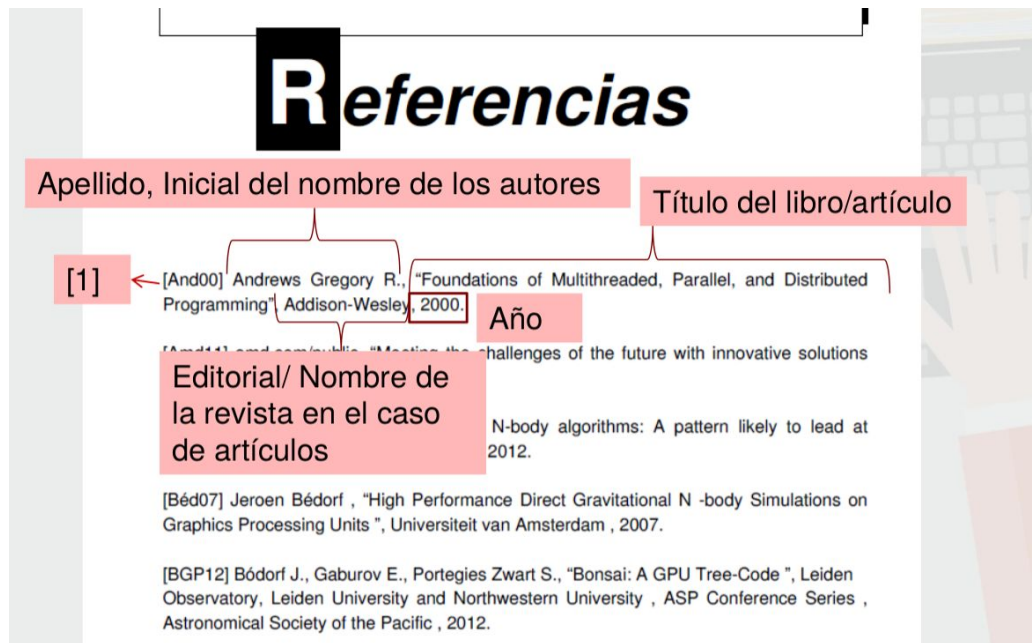 Referencias
Apellido, Inicial del nombre de los autores
Título del libro/artículo
[1]
[And00] Andrews Gregory R., “Foundations of Multithreaded, Parallel, and Distributed
Programming”, Addison-Wesley, 2000.
Año
challenges of the future with innovative solutions
Editorial/ Nombre de
la revista en el caso
de artículos
N-body algorithms: A pattern likely to lead at
2012.
[Béd07] Jeroen Bédorf , “High Performance Direct Gravitational N -body Simulations on
Graphics Processing Units ”, Universiteit van Amsterdam , 2007.
[BGP12] Bódorf J., Gaburov E., Portegies Zwart S., “Bonsai: A GPU Tree-Code ”, Leiden
Observatory, Leiden University and Northwestern University , ASP Conference Series ,
Astronomical Society of the Pacific , 2012.